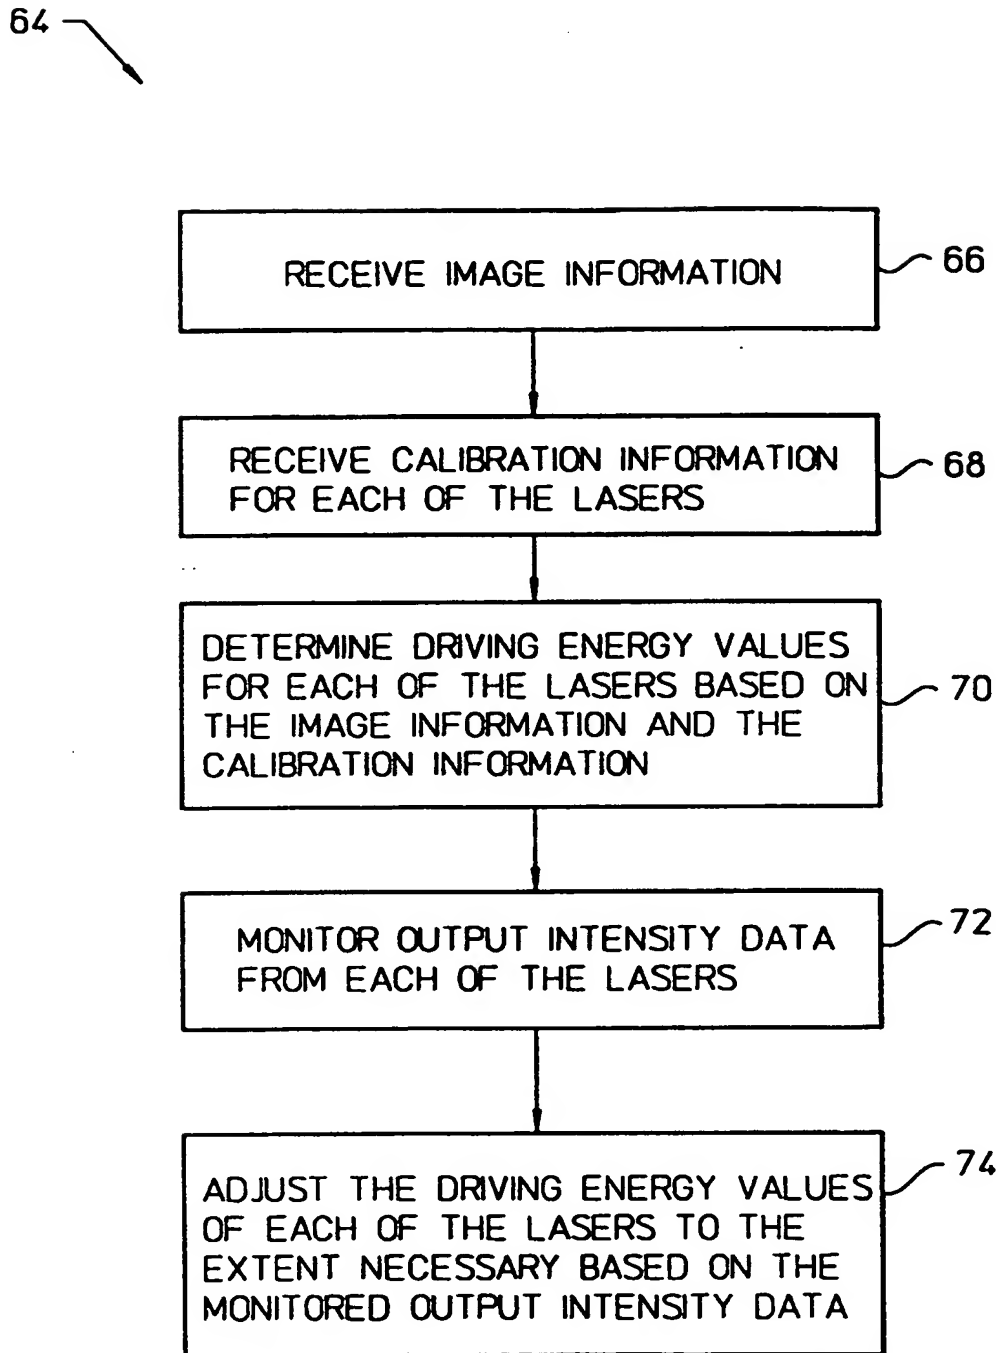 64
RECEIVE IMAGE INFORMATION
66
RECEIVE CALIBRATION INFORMATION
FOR EACH OF THE LASERS
68
DETERMINE DRIVING ENERGY VALUES
FOR EACH OF THE LASERS BASED ON
THE IMAGE INFORMATION AND THE
CALIBRATION INFORMATION
70
MONITOR OUTPUT INTENSITY DATA
FROM EACH OF THE LASERS
72
ADJUST THE DRIVING ENERGY VALUES
OF EACH OF THE LASERS TO THE
EXTENT NECESSARY BASED ON THE
MONITORED OUTPUT INTENSITY DATA
74